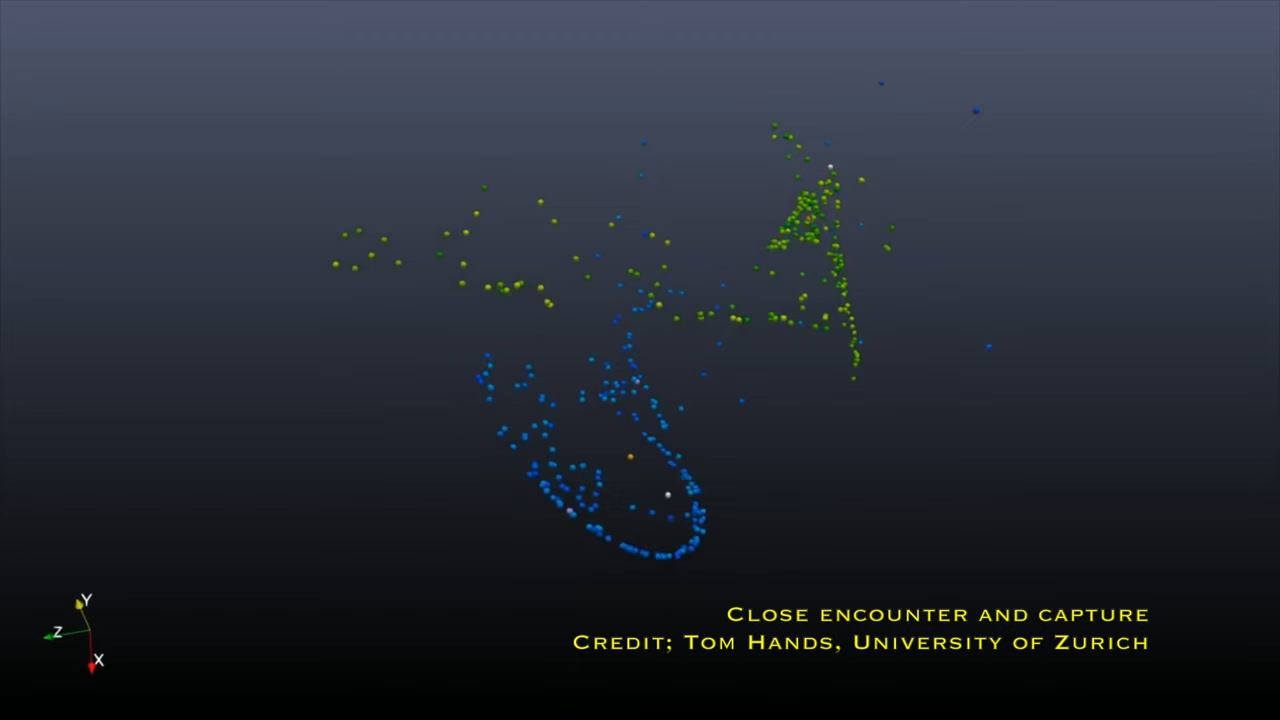 Y
Z
X
Close encounter and capture
Credit; Tom Hands, University of Zurich